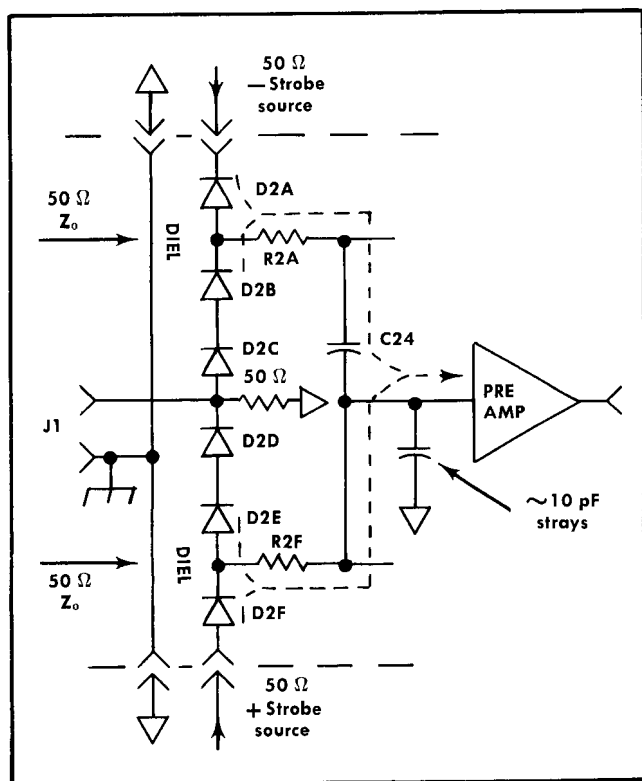 50 Ω
— Strobe
source
D2A
50 Ω
Z₀
DIEL
R2A
D2B
C24
D2C
50 Ω
PRE
AMP
J1
D2D
~10 pF
strays
D2E
R2F
DIEL
50 Ω
Z₀
D2F
50 Ω
+ Strobe
source